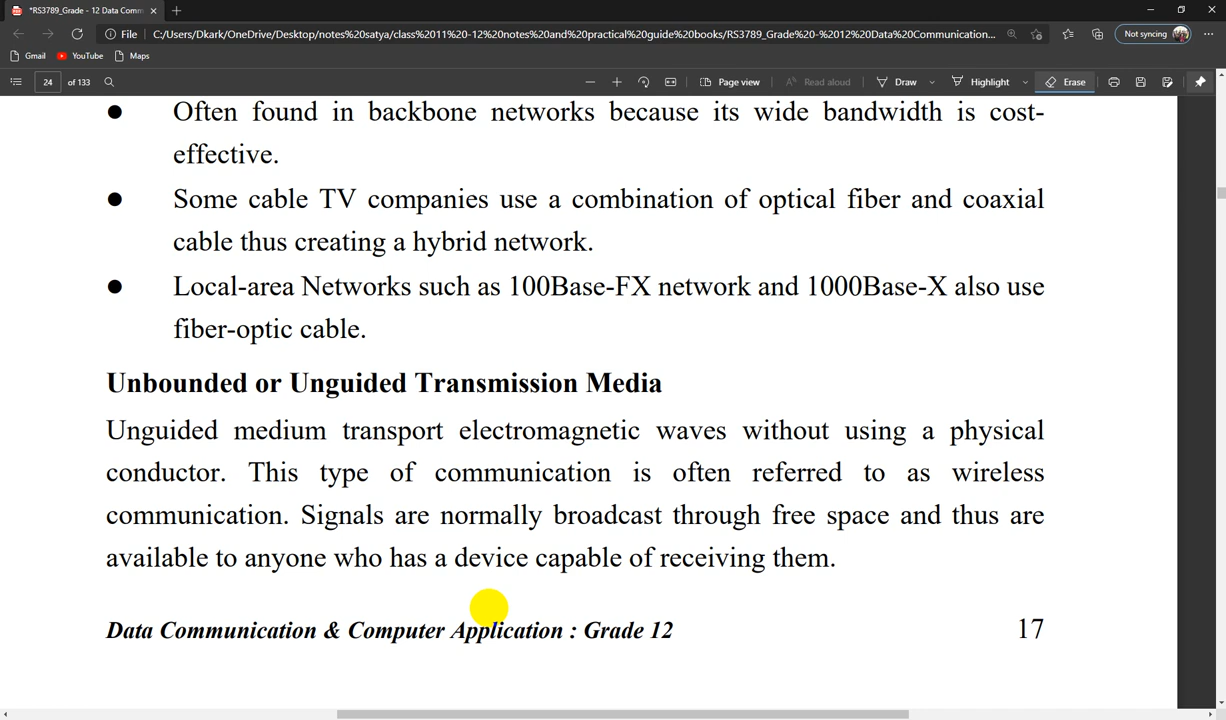 *RS3789_Grade - 12 Data Comm
File
C:/Users/Dkark/OneDrive/Desktop/notes%20satya/class%2011%20-12%20notes%20and%20practical%20guide%20books/RS3789_Grade%20-%2012%20Data%20Communication...
Not syncing
Gmail
YouTube
Maps
24 of 133
Page view
Read aloud
Draw
Highlight
Erase
● Often found in backbone networks because its wide bandwidth is cost-
effective.
● Some cable TV companies use a combination of optical fiber and coaxial
cable thus creating a hybrid network.
● Local-area Networks such as 100Base-FX network and 1000Base-X also use
fiber-optic cable.
Unbounded or Unguided Transmission Media
Unguided medium transport electromagnetic waves without using a physical
conductor. This type of communication is often referred to as wireless
communication. Signals are normally broadcast through free space and thus are
available to anyone who has a device capable of receiving them.
Data Communication & Computer Application : Grade 12 17